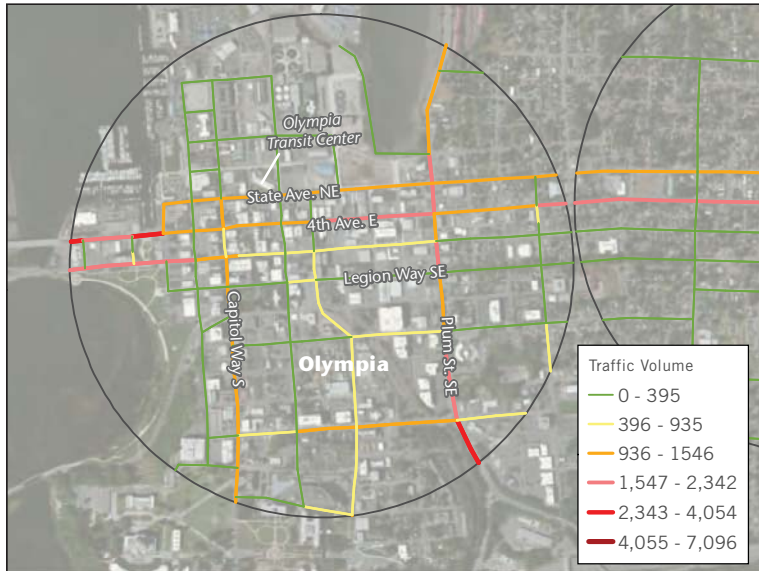 Olympia
Transit Center
State Ave. NE
4th Ave. E
Legion Way SE
Capitol Way S
Plum St. SE
Olympia
Traffic Volume
0 - 395
396 - 935
936 - 1546
1,547 - 2,342
2,343 - 4,054
4,055 - 7,096